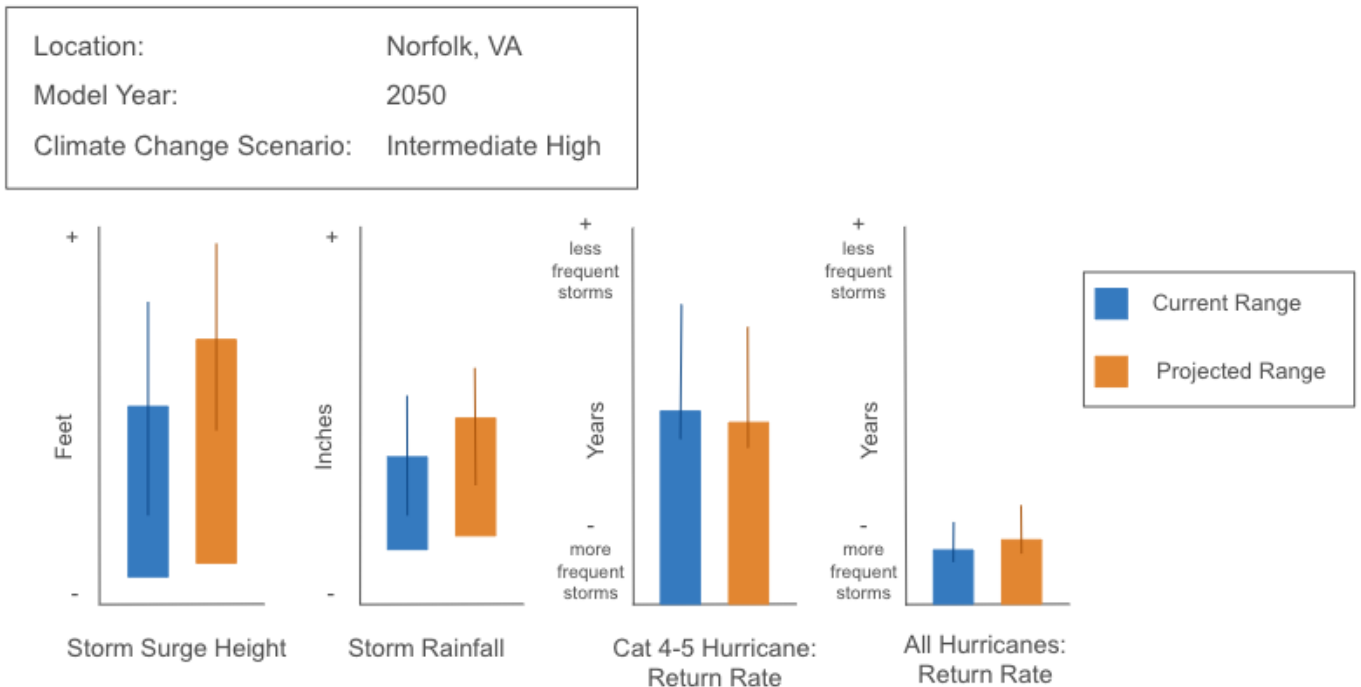 Location: Norfolk, VA
Model Year: 2050
Climate Change Scenario: Intermediate High
+
Feet
-
Storm Surge Height
+
Inches
-
Storm Rainfall
+
less
frequent
storms
Years
-
more
frequent
storms
Cat 4-5 Hurricane:
Return Rate
+
less
frequent
storms
Years
-
more
frequent
storms
All Hurricanes:
Return Rate
Current Range
Projected Range